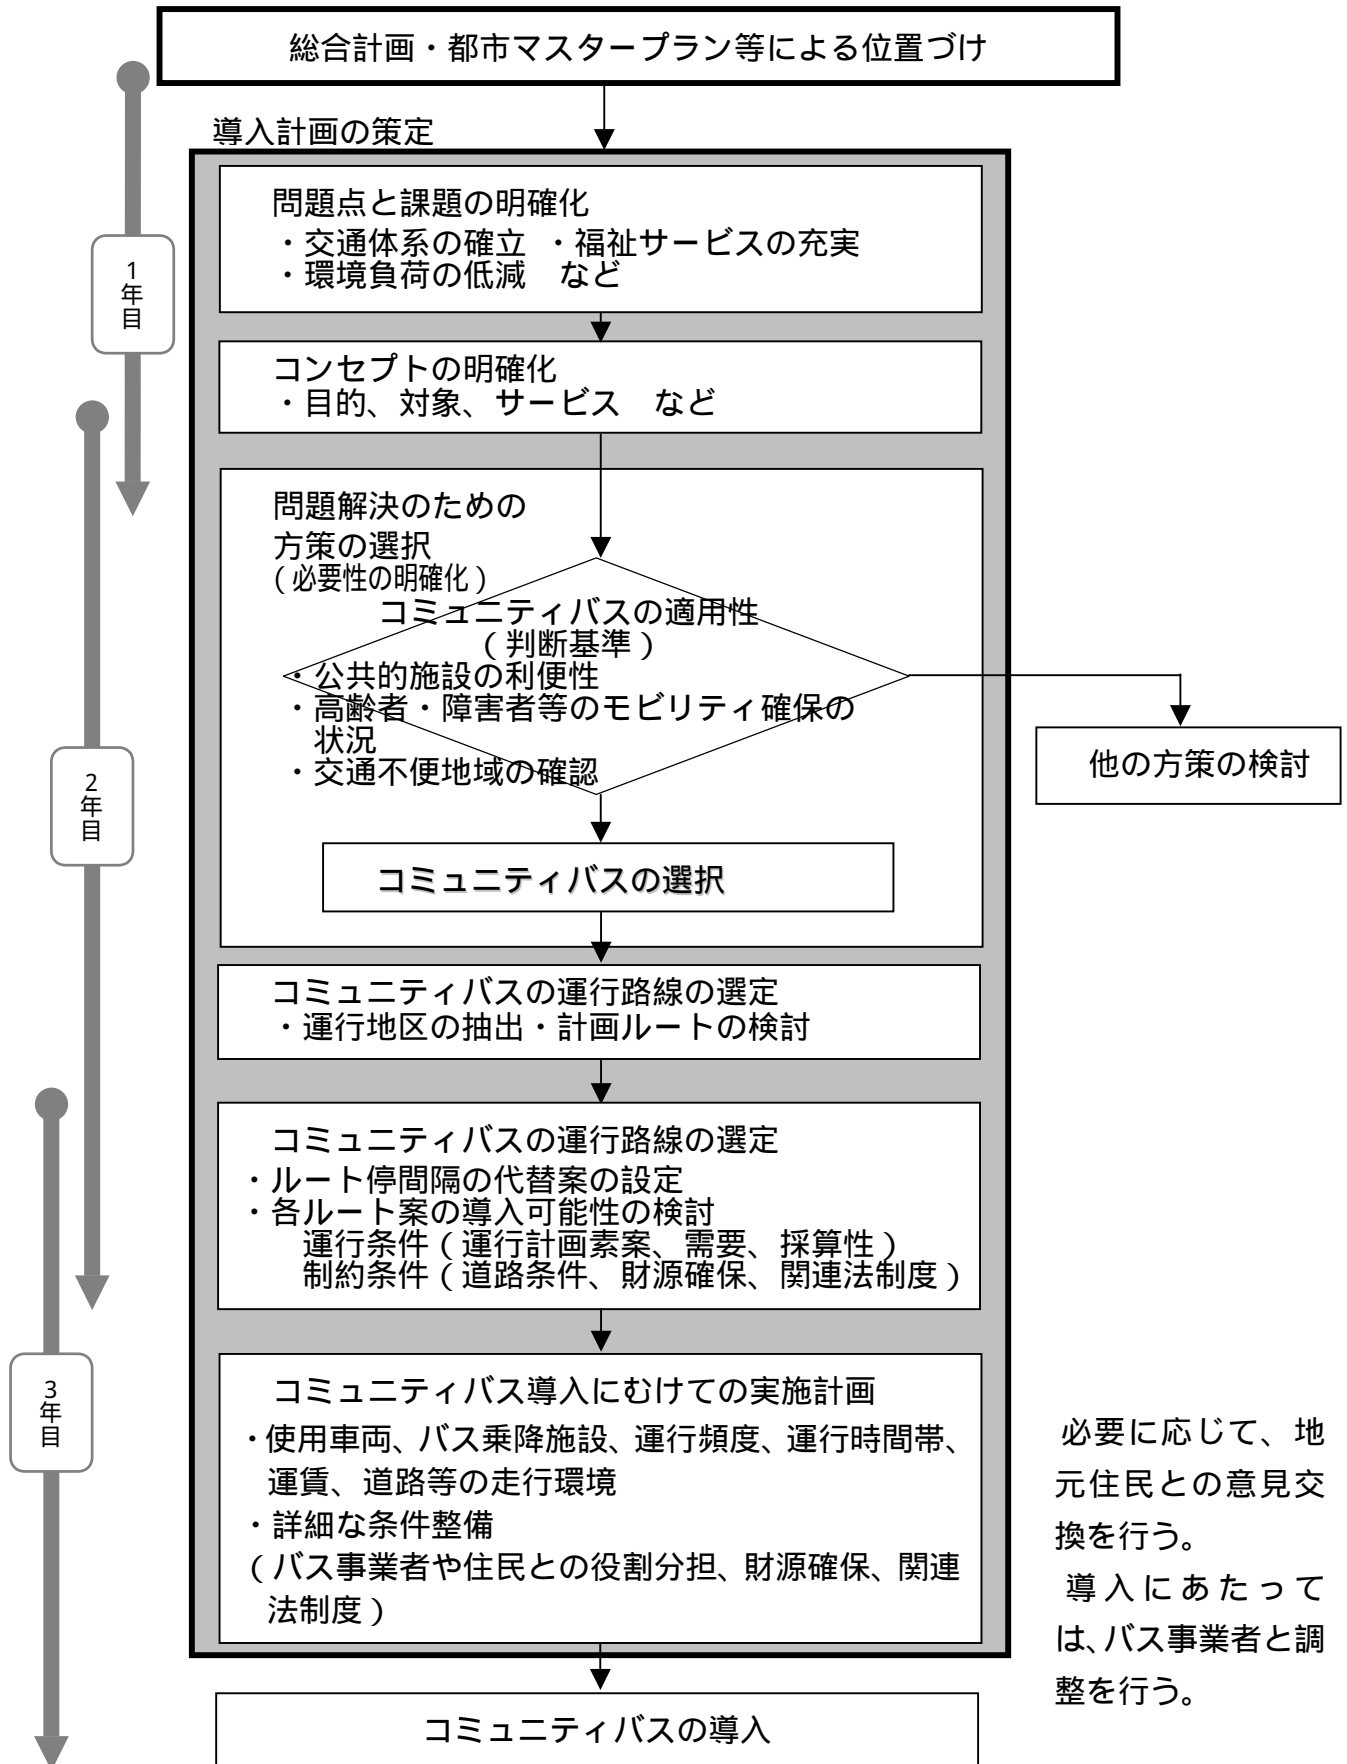 総合計画・都市マスタープラン等による位置づけ
導入計画の策定
問題点と課題の明確化
・交通体系の確立　・福祉サービスの充実
・環境負荷の低減　など
1年目
コンセプトの明確化
・目的、対象、サービス　など
問題解決のための
方策の選択
（必要性の明確化）
コミュニティバスの適用性
（判断基準）
・公共的施設の利便性
・高齢者・障害者等のモビリティ確保の
状況
・交通不便地域の確認
他の方策の検討
2年目
コミュニティバスの選択
コミュニティバスの運行路線の選定
・運行地区の抽出・計画ルートの検討
コミュニティバスの運行路線の選定
・ルート停間隔の代替案の設定
・各ルート案の導入可能性の検討
運行条件（運行計画素案、需要、採算性）
制約条件（道路条件、財源確保、関連法制度）
3年目
コミュニティバス導入にむけての実施計画
・使用車両、バス乗降施設、運行頻度、運行時間帯、
運賃、道路等の走行環境
・詳細な条件整備
（バス事業者や住民との役割分担、財源確保、関連
法制度）
必要に応じて、地
元住民との意見交
換を行う。
導入にあたって
は、バス事業者と調
整を行う。
コミュニティバスの導入